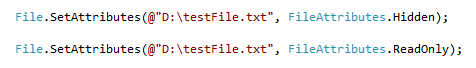 File.SetAttributes(@"D:\testFile.txt", FileAttributes.Hidden);
File.SetAttributes(@"D:\testFile.txt", FileAttributes.ReadOnly);